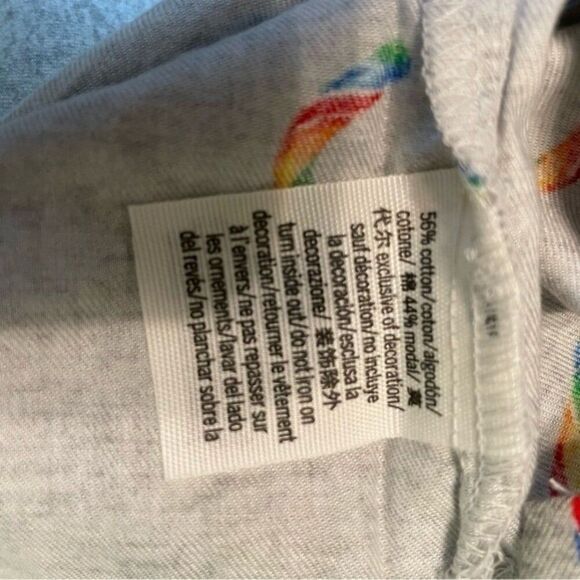 56% cotton/coton/algodón/
cotone/ 棉 44% modal/ 莫
代尔 exclusive of decoration/
sauf décoration/no incluye
la decoración/esclusa la
decorazione/ 装饰除外
turn inside out/do not iron on
decoration/retourner le vêtement
à l'envers/ne pas repasser sur
les ornements/lavar del lado
del revés/no planchar sobre la